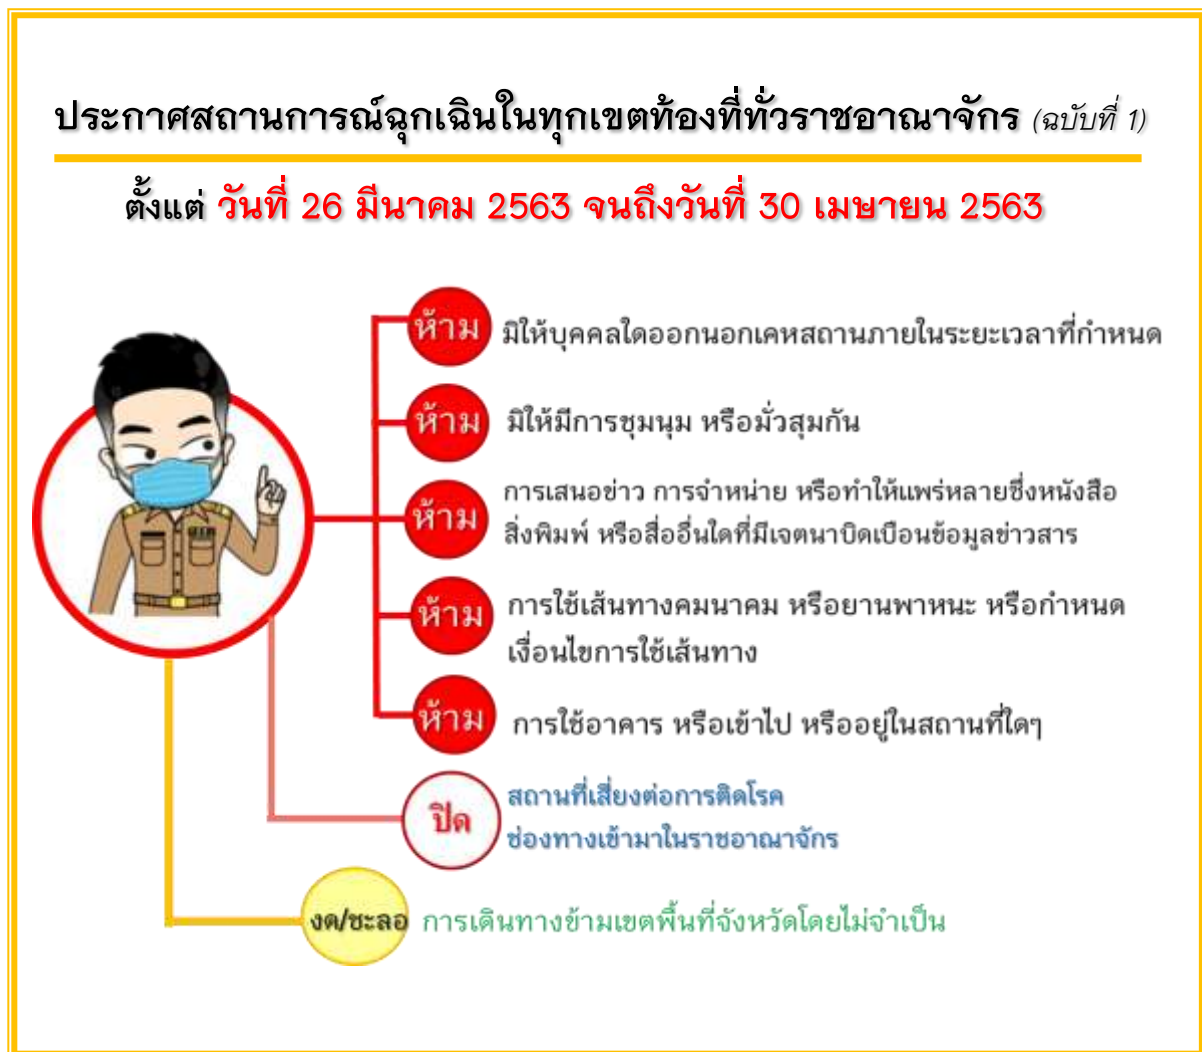 ประกาศสถานการณ์ฉุกเฉินในทุกเขตท้องที่ทั่วราชอาณาจักร (ฉบับที่ 1)
ตั้งแต่ วันที่ 26 มีนาคม 2563 จนถึงวันที่ 30 เมษายน 2563
ห้าม มิให้บุคคลใดออกนอกเคหสถานภายในระยะเวลาที่กำหนด
ห้าม มิให้มีการชุมนุม หรือมั่วสุมกัน
ห้าม การเสนอข่าว การจำหน่าย หรือทำให้แพร่หลายซึ่งหนังสือ
สิ่งพิมพ์ หรือสื่ออื่นใดที่มีเจตนาบิดเบือนข้อมูลข่าวสาร
ห้าม การใช้เส้นทางคมนาคม หรือยานพาหนะ หรือกำหนด
เงื่อนไขการใช้เส้นทาง
ห้าม การใช้อาคาร หรือเข้าไป หรืออยู่ในสถานที่ใดๆ
ปิด สถานที่เสี่ยงต่อการติดโรค
ช่องทางเข้ามาในราชอาณาจักร
งด/ชะลอ การเดินทางข้ามเขตพื้นที่จังหวัดโดยไม่จำเป็น